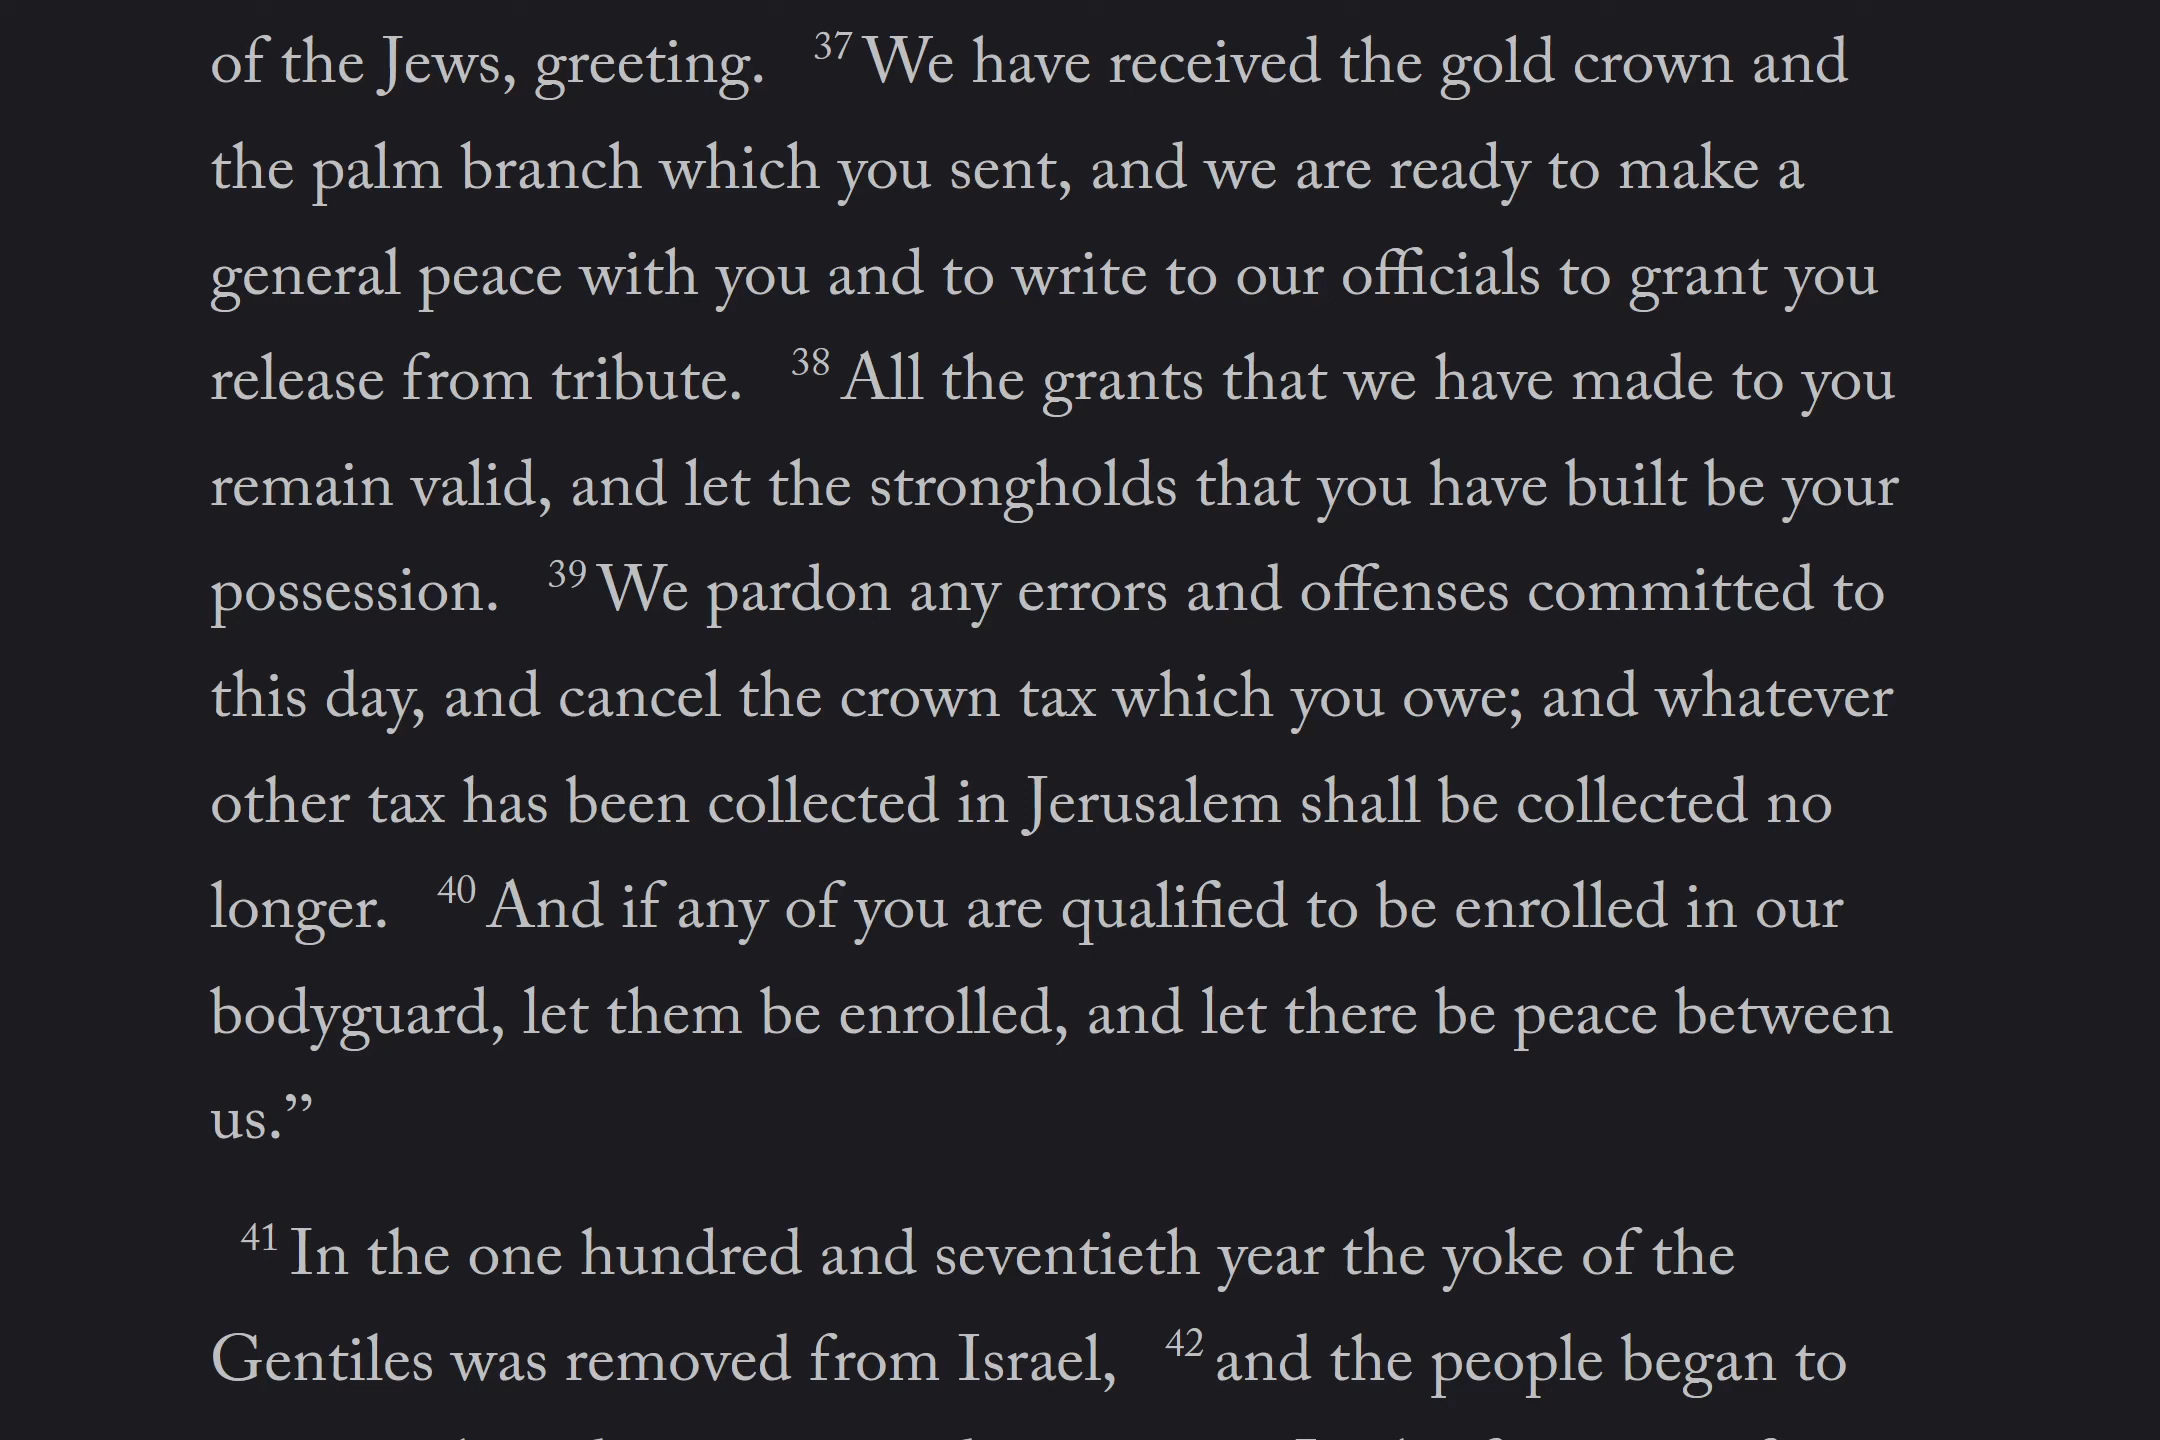 of the Jews, greeting. 37 We have received the gold crown and
the palm branch which you sent, and we are ready to make a
general peace with you and to write to our officials to grant you
release from tribute. 38 All the grants that we have made to you
remain valid, and let the strongholds that you have built be your
possession. 39 We pardon any errors and offenses committed to
this day, and cancel the crown tax which you owe; and whatever
other tax has been collected in Jerusalem shall be collected no
longer. 40 And if any of you are qualified to be enrolled in our
bodyguard, let them be enrolled, and let there be peace between
us.”
41 In the one hundred and seventieth year the yoke of the
Gentiles was removed from Israel, 42 and the people began to